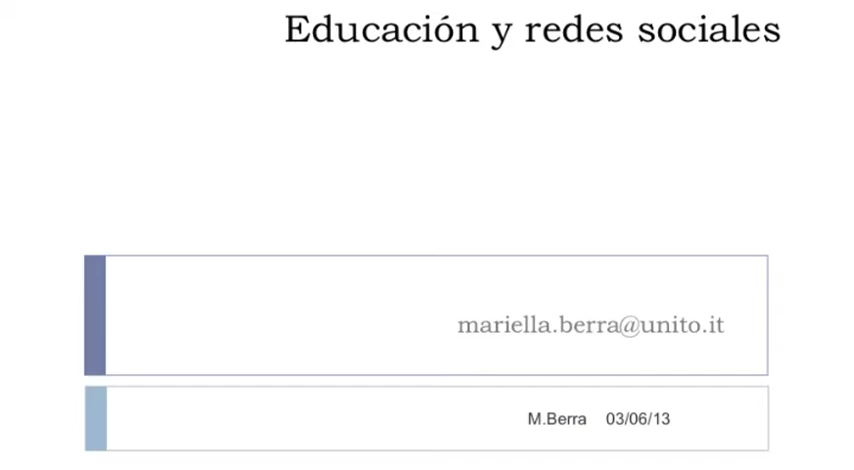 Educación y redes sociales
mariella.berra@unito.it
M.Berra 03/06/13